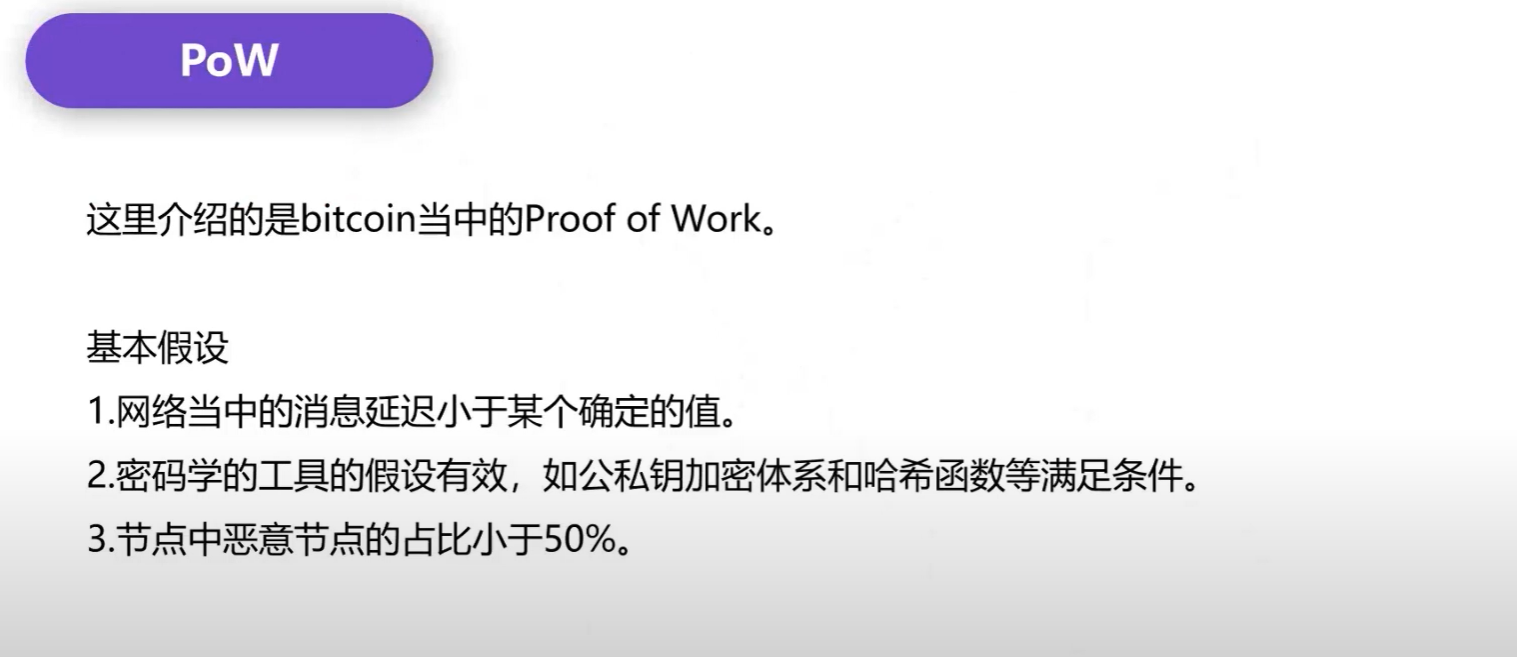 PoW
这里介绍的是bitcoin当中的Proof of Work。
基本假设
1.网络当中的消息延迟小于某个确定的值。
2.密码学的工具的假设有效，如公私钥加密体系和哈希函数等满足条件。
3.节点中恶意节点的占比小于50%。